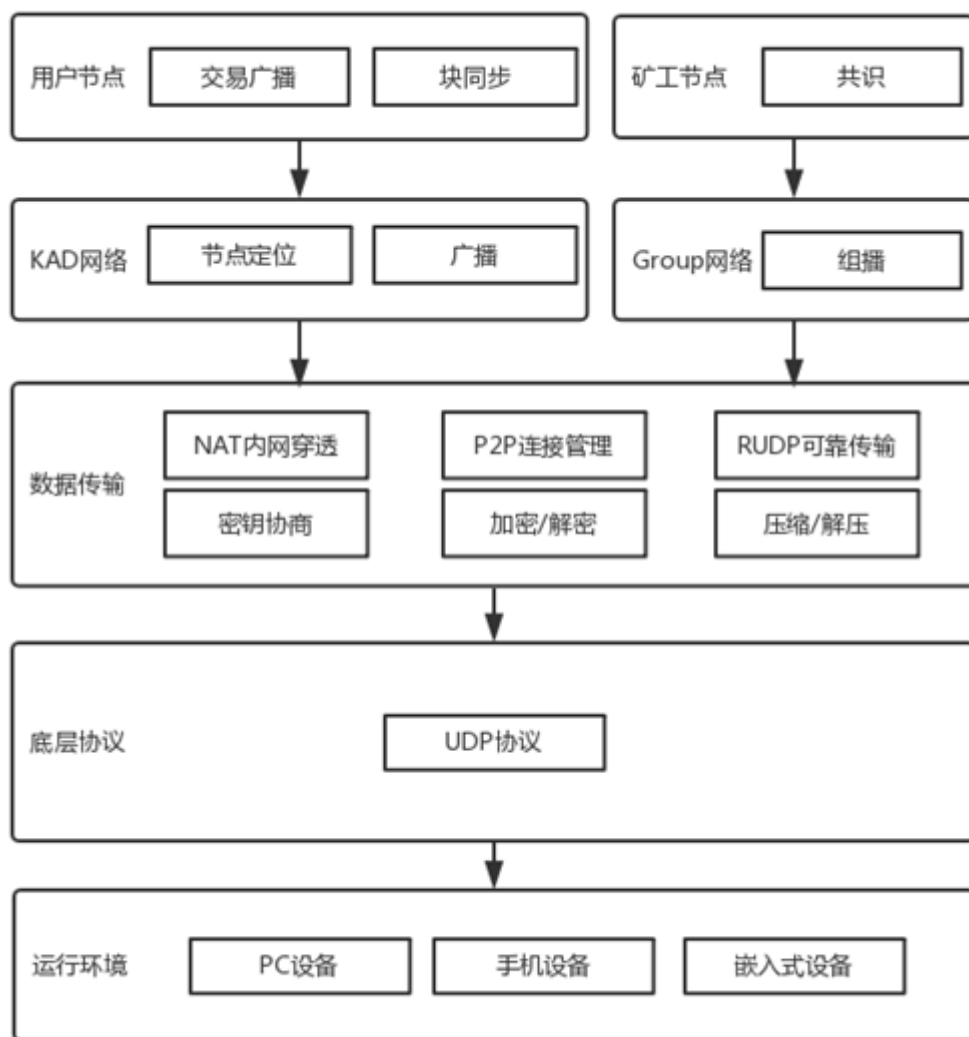 用户节点 交易广播 块同步
矿工节点 共识
KAD网络 节点定位 广播
Group网络 组播
数据传输
NAT内网穿透 P2P连接管理 RUDP可靠传输
密钥协商 加密/解密 压缩/解压
底层协议 UDP协议
运行环境 PC设备 手机设备 嵌入式设备